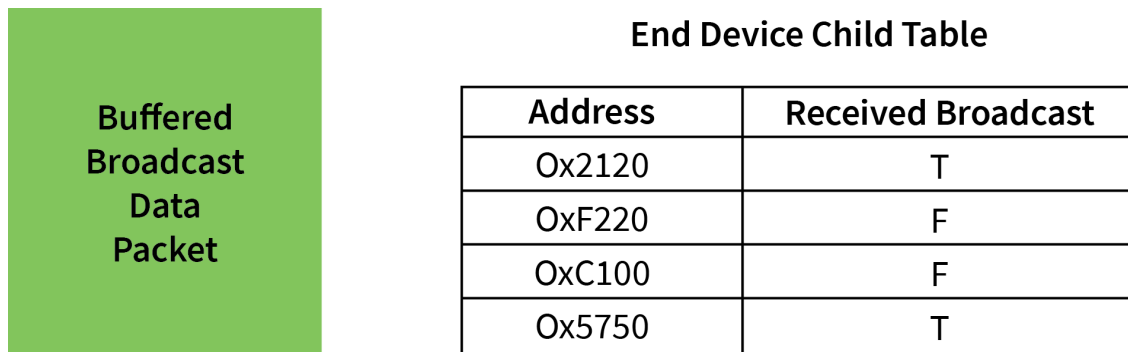 Buffered
Broadcast
Data
Packet
End Device Child Table
Address Received Broadcast
Ox2120 T
OxF220 F
OxC100 F
Ox5750 T